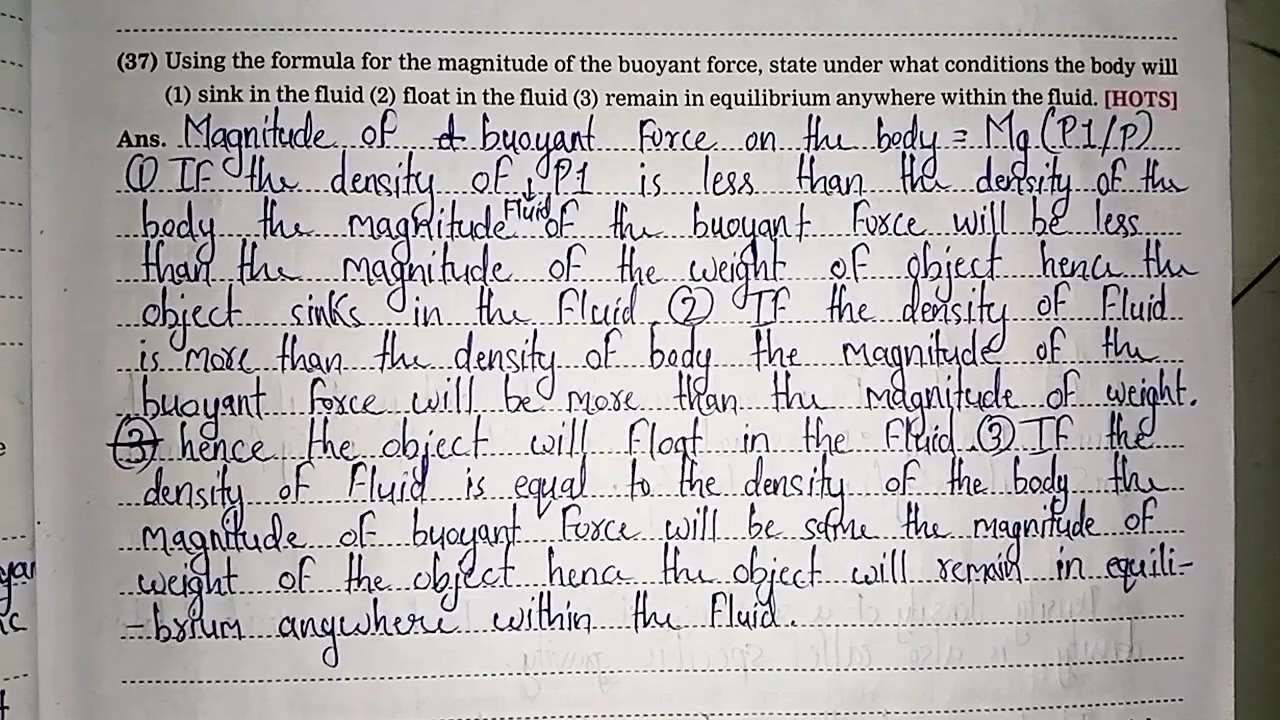 (37) Using the formula for the magnitude of the buoyant force, state under what conditions the body will
(1) sink in the fluid (2) float in the fluid (3) remain in equilibrium anywhere within the fluid. [HOTS]
Ans. Magnitude of buoyant Force on the body = Mg (P1/P)
① IF the density of P1 is less than the density of the
Fluid
body the magnitude of the buoyant Force will be less
than the magnitude of the weight of object hence the
object sinks in the Fluid. ② IF the density of Fluid
is more than the density of body the magnitude of the
buoyant force will be more than the magnitude of weight.
hence the object will Float in the Fluid. ③ IF the
density of Fluid is equal to the density of the body the
magnitude of buoyant Force will be same the magnitude of
weight of the object hence the object will remain in equili-
-brium anywhere within the Fluid.